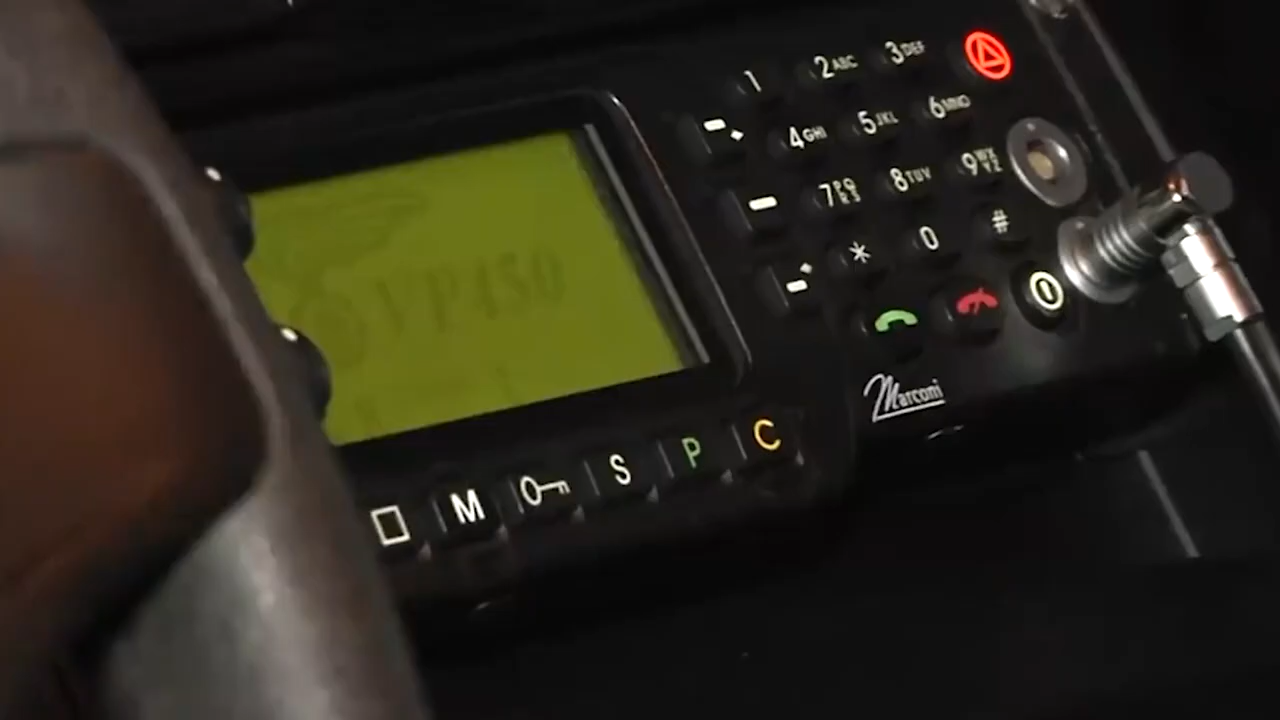 VP450
1 2ABC 3DEF
4GHI 5JKL 6MNO
7PQRS 8TUV 9WXYZ
* 0 #
Marconi
M S P C